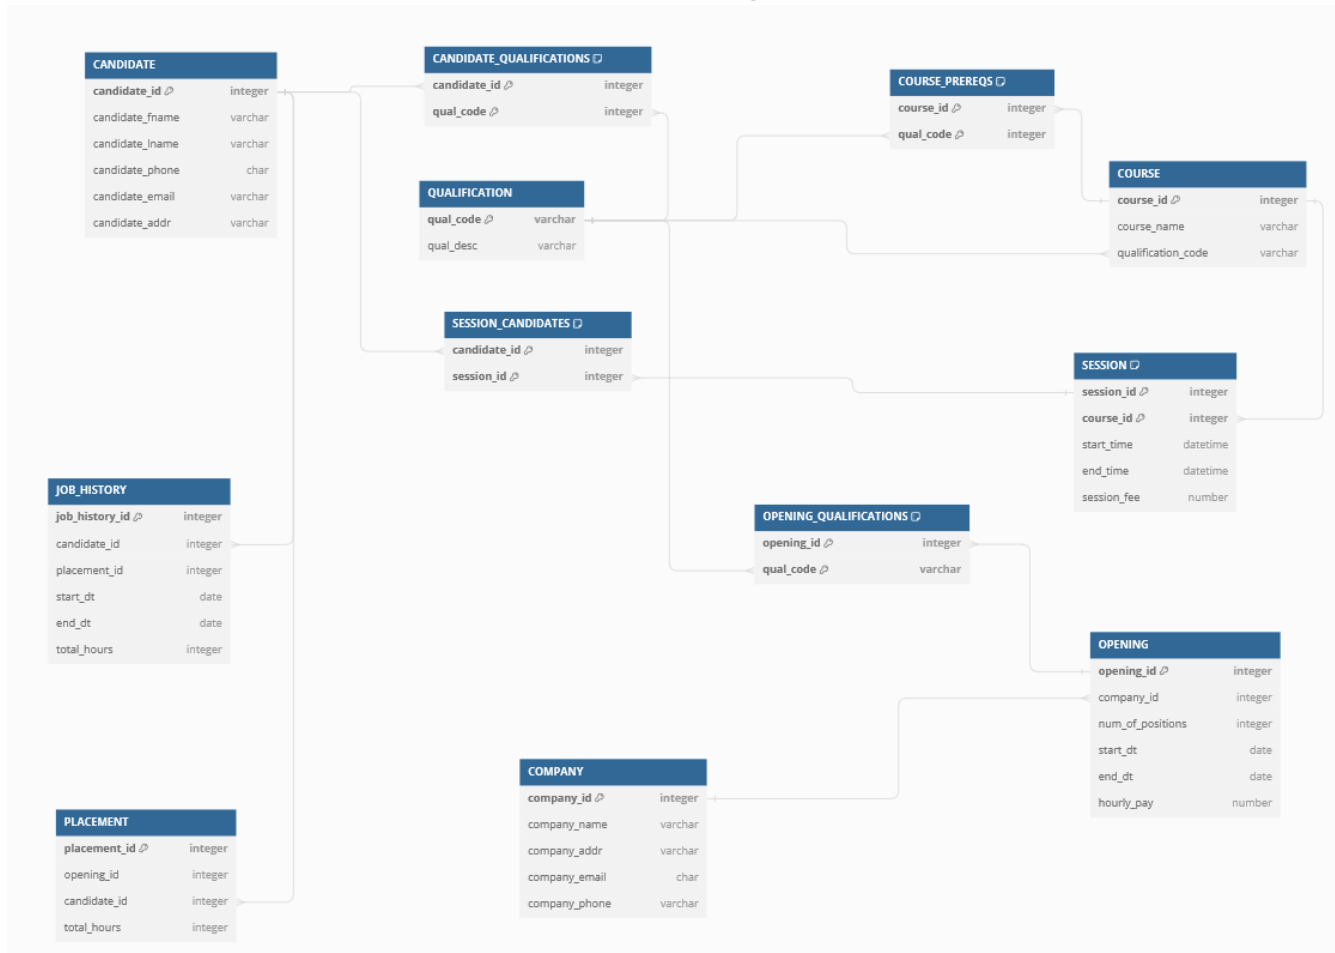 CANDIDATE
candidate_id integer
candidate_fname varchar
candidate_lname varchar
candidate_phone char
candidate_email varchar
candidate_addr varchar
CANDIDATE_QUALIFICATIONS
candidate_id integer
qual_code integer
COURSE_PREREQS
course_id integer
qual_code integer
QUALIFICATION
qual_code varchar
qual_desc varchar
COURSE
course_id integer
course_name varchar
qualification_code varchar
SESSION_CANDIDATES
candidate_id integer
session_id integer
SESSION
session_id integer
course_id integer
start_time datetime
end_time datetime
session_fee number
JOB_HISTORY
job_history_id integer
candidate_id integer
placement_id integer
start_dt date
end_dt date
total_hours integer
OPENING_QUALIFICATIONS
opening_id integer
qual_code varchar
OPENING
opening_id integer
company_id integer
num_of_positions integer
start_dt date
end_dt date
hourly_pay number
COMPANY
company_id integer
company_name varchar
company_addr varchar
company_email char
company_phone varchar
PLACEMENT
placement_id integer
opening_id integer
candidate_id integer
total_hours integer